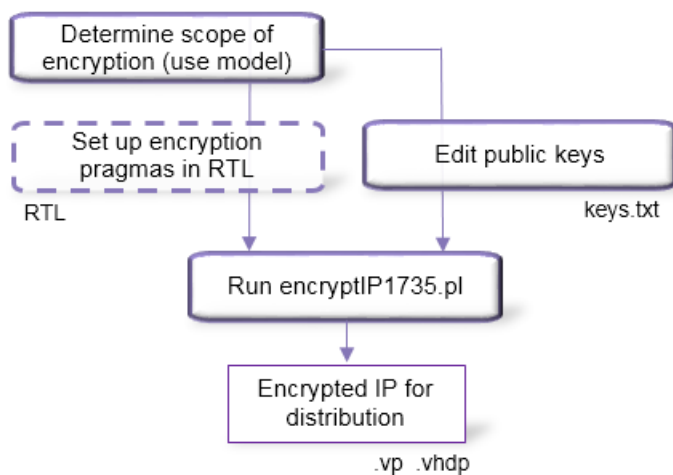 Determine scope of
encryption (use model)
Set up encryption
pragmas in RTL
Edit public keys
RTL
keys.txt
Run encryptIP1735.pl
Encrypted IP for
distribution
.vp .vhdp